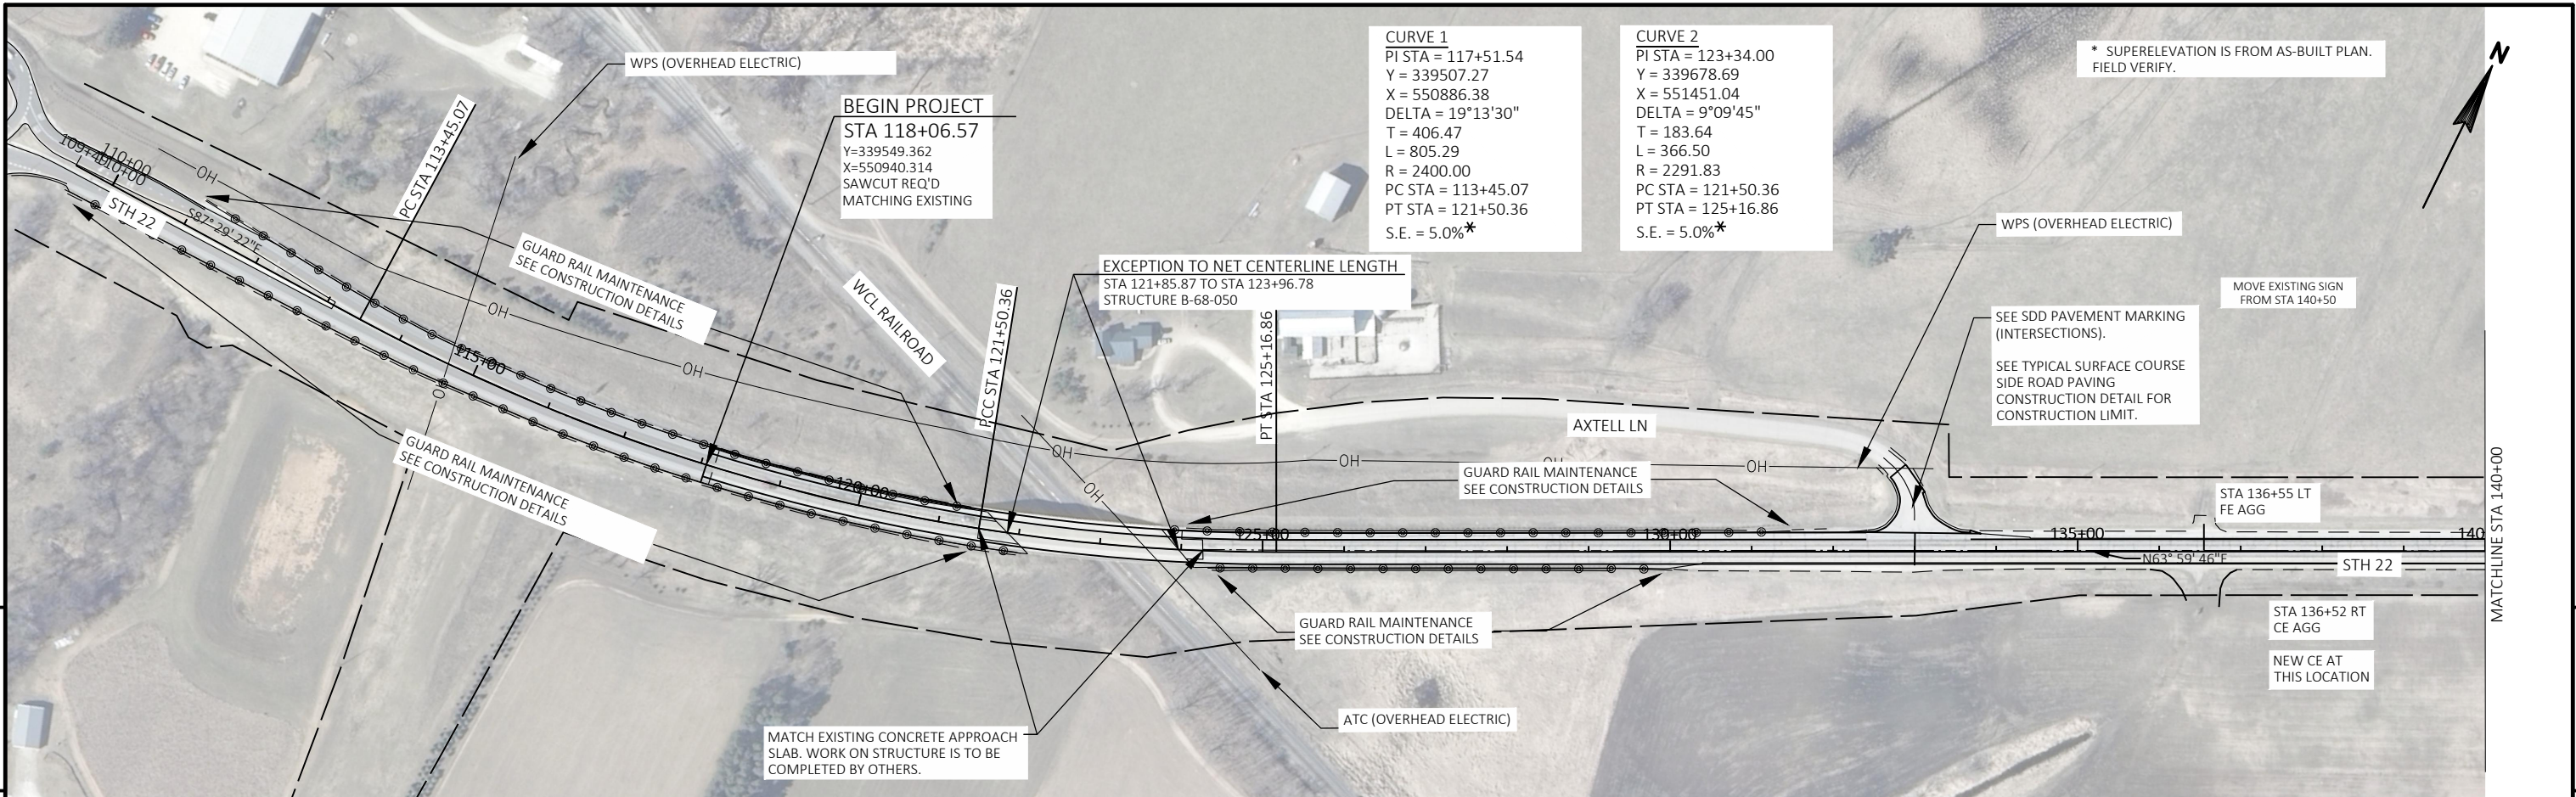 WPS (OVERHEAD ELECTRIC)
BEGIN PROJECT
STA 118+06.57
Y=339549.362
X=550940.314
SAWCUT REQ'D
MATCHING EXISTING
CURVE 1
PI STA = 117+51.54
Y = 339507.27
X = 550886.38
DELTA = 19°13'30"
T = 406.47
L = 805.29
R = 2400.00
PC STA = 113+45.07
PT STA = 121+50.36
S.E. = 5.0%*
CURVE 2
PI STA = 123+34.00
Y = 339678.69
X = 551451.04
DELTA = 9°09'45"
T = 183.64
L = 366.50
R = 2291.83
PC STA = 121+50.36
PT STA = 125+16.86
S.E. = 5.0%*
* SUPERELEVATION IS FROM AS-BUILT PLAN.
FIELD VERIFY.
N
110+00
110+00
OH
STH 22
S87° 29' 22"E
PC STA 113+45.07
GUARD RAIL MAINTENANCE
SEE CONSTRUCTION DETAILS
OH
115+00
OH
WCL RAILROAD
PCC STA 121+50.36
EXCEPTION TO NET CENTERLINE LENGTH
STA 121+85.87 TO STA 123+96.78
STRUCTURE B-68-050
PT STA 125+16.86
WPS (OVERHEAD ELECTRIC)
MOVE EXISTING SIGN
FROM STA 140+50
SEE SDD PAVEMENT MARKING
(INTERSECTIONS).
SEE TYPICAL SURFACE COURSE
SIDE ROAD PAVING
CONSTRUCTION DETAIL FOR
CONSTRUCTION LIMIT.
AXTELL LN
GUARD RAIL MAINTENANCE
SEE CONSTRUCTION DETAILS
120+00
OH
OH
OH
OH
GUARD RAIL MAINTENANCE
SEE CONSTRUCTION DETAILS
STA 136+55 LT
FE AGG
125+00
130+00
135+00
140
N63° 59' 46"E
STH 22
MATCHLINE STA 140+00
GUARD RAIL MAINTENANCE
SEE CONSTRUCTION DETAILS
STA 136+52 RT
CE AGG
NEW CE AT
THIS LOCATION
ATC (OVERHEAD ELECTRIC)
MATCH EXISTING CONCRETE APPROACH
SLAB. WORK ON STRUCTURE IS TO BE
COMPLETED BY OTHERS.